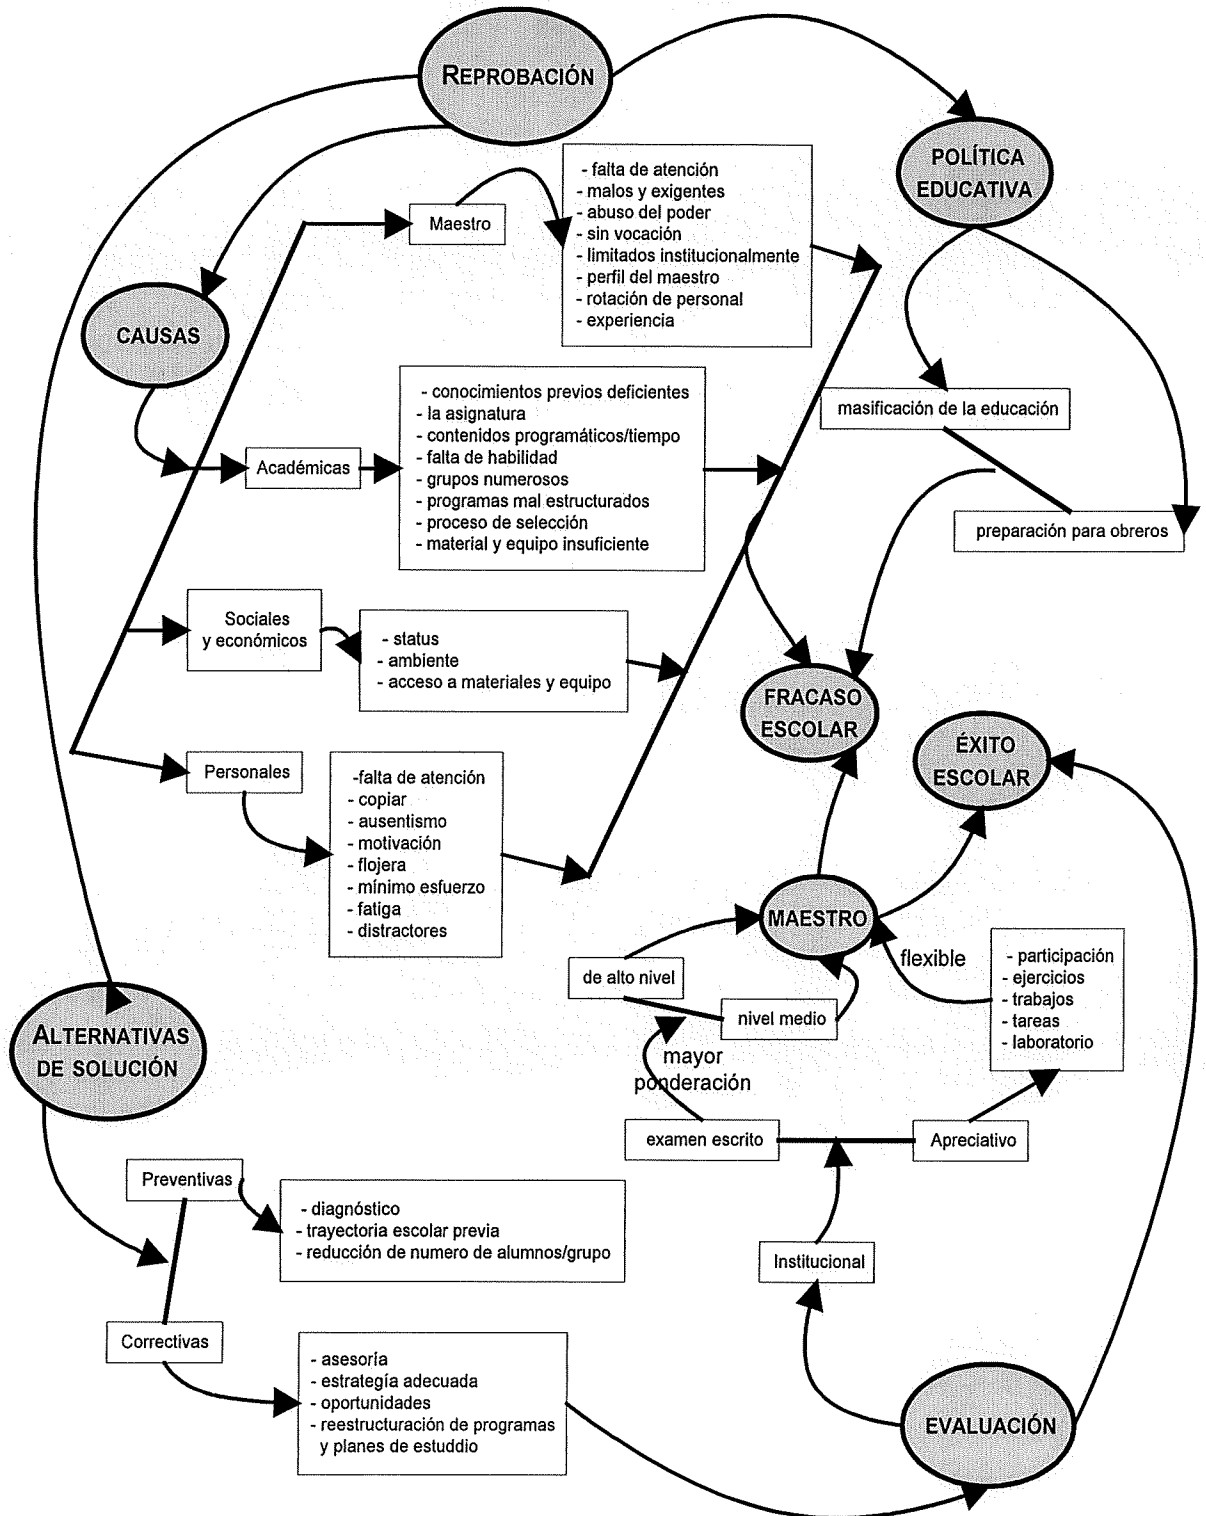 REPROBACIÓN
POLÍTICA
EDUCATIVA
CAUSAS
Maestro
- falta de atención
- malos y exigentes
- abuso del poder
- sin vocación
- limitados institucionalmente
- perfil del maestro
- rotación de personal
- experiencia
masificación de la educación
preparación para obreros
Académicas
- conocimientos previos deficientes
- la asignatura
- contenidos programáticos/tiempo
- falta de habilidad
- grupos numerosos
- programas mal estructurados
- proceso de selección
- material y equipo insuficiente
Sociales
y económicos
- status
- ambiente
- acceso a materiales y equipo
FRACASO
ESCOLAR
ÉXITO
ESCOLAR
Personales
-falta de atención
- copiar
- ausentismo
- motivación
- flojera
- mínimo esfuerzo
- fatiga
- distractores
MAESTRO
de alto nivel
nivel medio
flexible
- participación
- ejercicios
- trabajos
- tareas
- laboratorio
mayor
ponderación
examen escrito
Apreciativo
ALTERNATIVAS
DE SOLUCIÓN
Preventivas
- diagnóstico
- trayectoria escolar previa
- reducción de numero de alumnos/grupo
Institucional
Correctivas
- asesoría
- estrategía adecuada
- oportunidades
- reestructuración de programas
y planes de estuddio
EVALUACIÓN